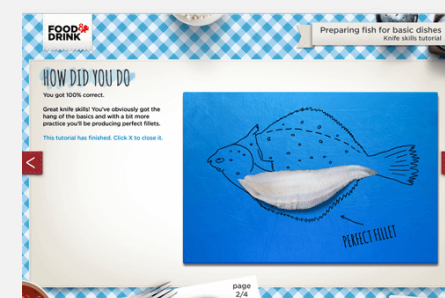 FOOD&
DRINK
Preparing fish for basic dishes
Knife skills tutorial
HOW DID YOU DO
You got 100% correct.
Great knife skills! You've obviously got the
hang of the basics and with a bit more
practice you'll be producing perfect fillets.
This tutorial has finished. Click X to close it.
PERFECT FILLET
page
2/4